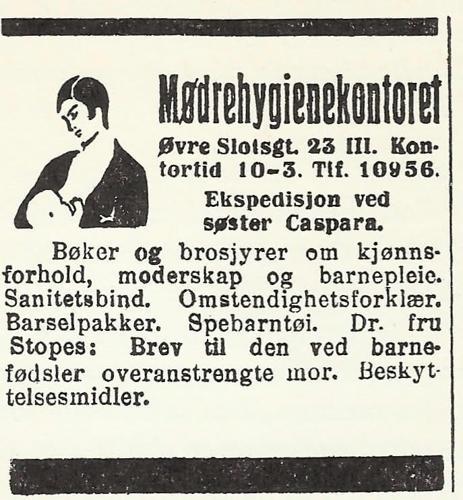 Mødrehygienekontoret
Øvre Slotsgt. 23 III. Kon-
tortid 10-3. Tlf. 10956.
Ekspedisjon ved
søster Caspara.
Bøker og brosjyrer om kjønns-
forhold, moderskap og barnepleie.
Sanitetsbind. Omstendighetsforklær.
Barselpakker. Spebarntøi. Dr. fru
Stopes: Brev til den ved barne-
fødsler overanstrengte mor. Beskyt-
telsesmidler.